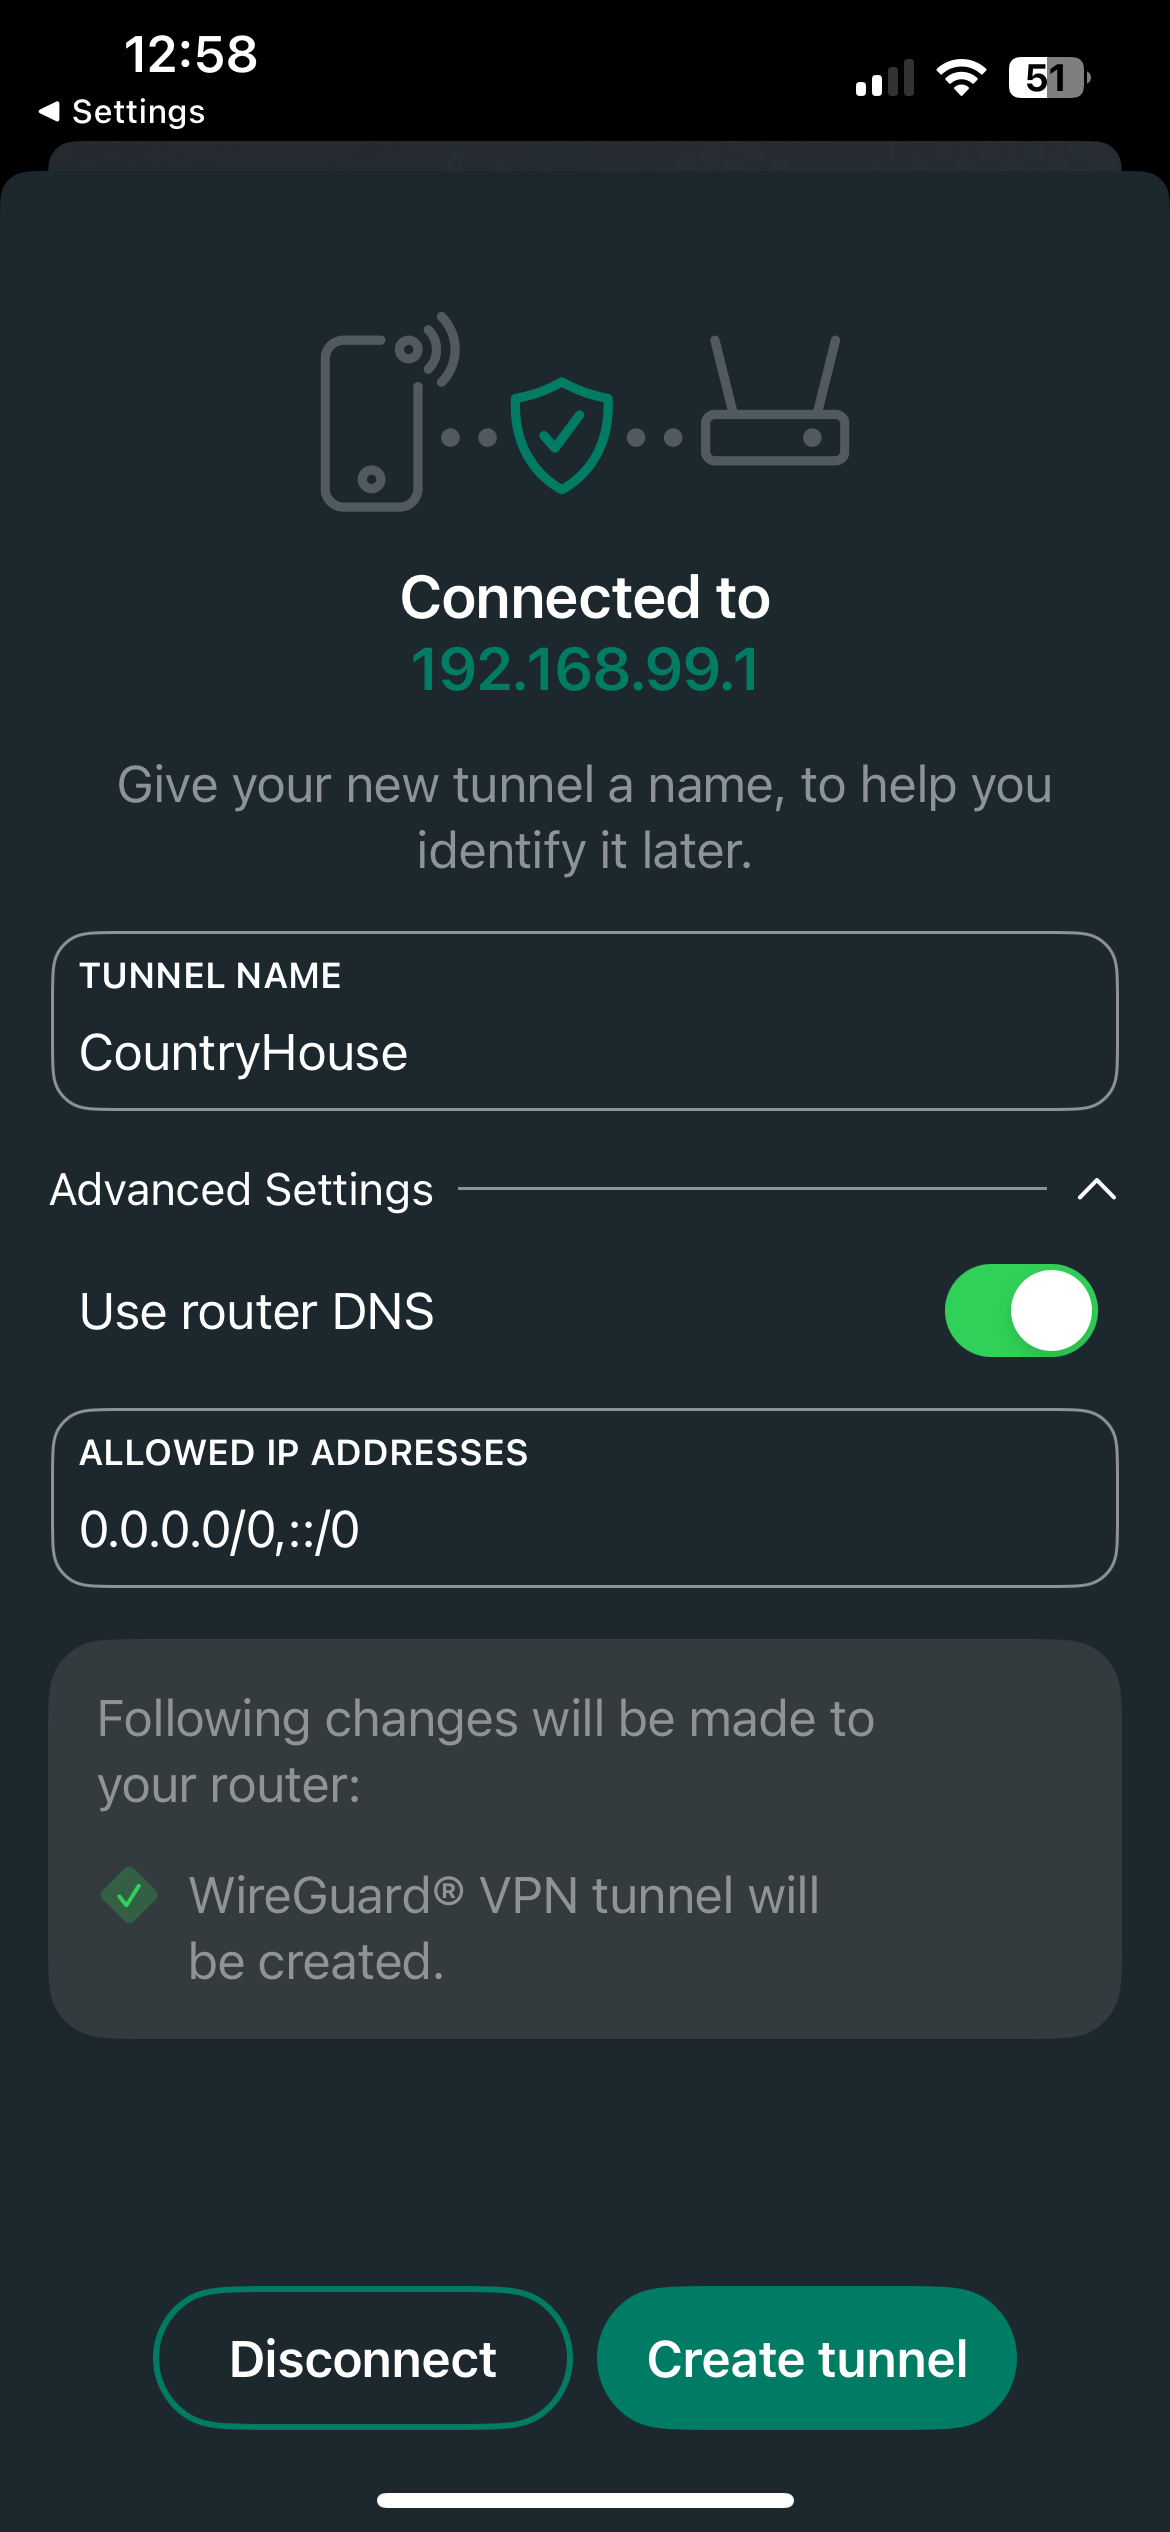 12:58
51
◀ Settings
Connected to
192.168.99.1
Give your new tunnel a name, to help you
identify it later.
TUNNEL NAME
CountryHouse
Advanced Settings
Use router DNS
ALLOWED IP ADDRESSES
0.0.0.0/0,::/0
Following changes will be made to
your router:
WireGuard® VPN tunnel will
be created.
Disconnect
Create tunnel